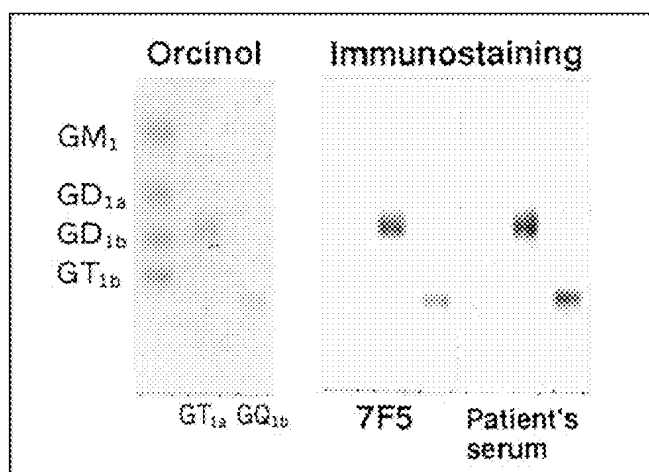 Orcinol Immunostaining
GM₁
GD₁ₐ
GD₁b
GT₁b
GT₁ₐ GQ₁b 7F5 Patient's
serum